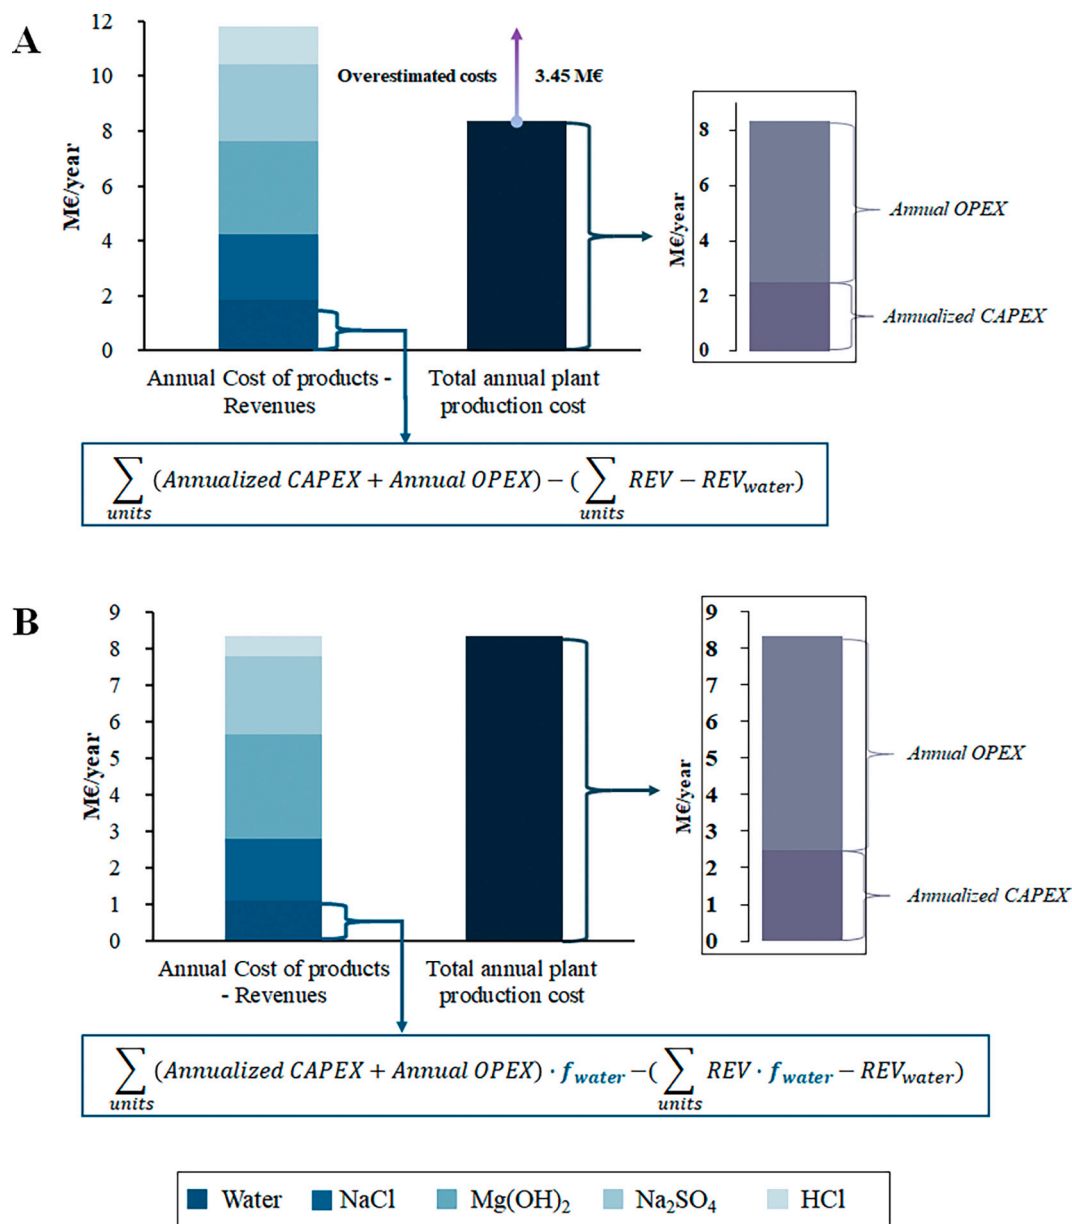 A
12
10
8
6
4
2
0
M€/year
Overestimated costs 3.45 M€
Annual Cost of products -
Revenues
Total annual plant
production cost
8
6
4
2
0
M€/year
Annual OPEX
Annualized CAPEX
∑ (Annualized CAPEX + Annual OPEX) − (∑ REV − REV_water)
units units
B
9
8
7
6
5
4
3
2
1
0
M€/year
Annual Cost of products
- Revenues
Total annual plant
production cost
9
8
7
6
5
4
3
2
1
0
M€/year
Annual OPEX
Annualized CAPEX
∑ (Annualized CAPEX + Annual OPEX) · f_water −(∑ REV · f_water − REV_water)
units units
Water NaCl Mg(OH)₂ Na₂SO₄ HCl